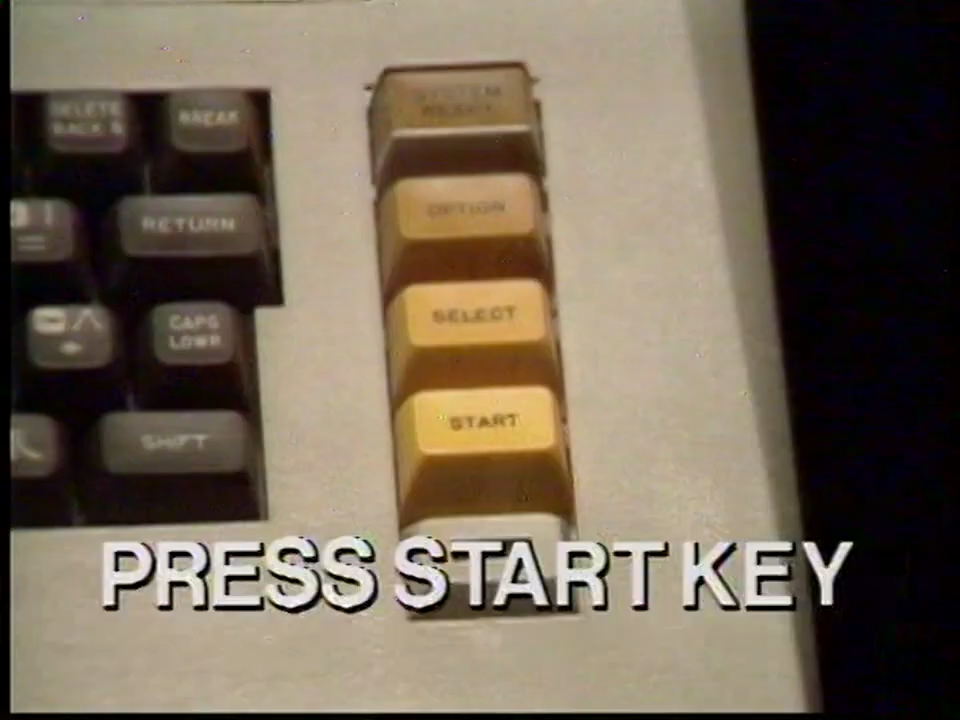 DELETE
BACK S
BREAK
SYSTEM
RESET
OPTION
RETURN
SELECT
CAPS
LOWR
START
SHIFT
PRESS START KEY